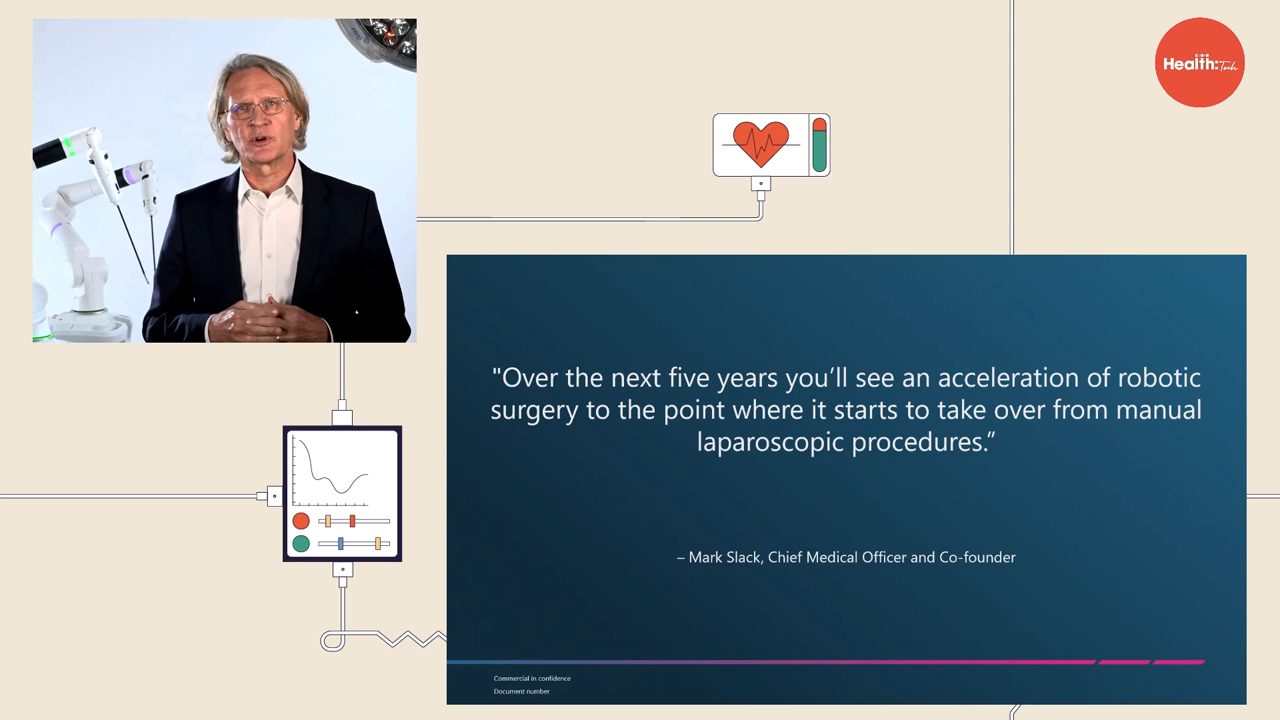 Health:Tech
"Over the next five years you’ll see an acceleration of robotic
surgery to the point where it starts to take over from manual
laparoscopic procedures.”
– Mark Slack, Chief Medical Officer and Co-founder
Commercial in confidence
Document number